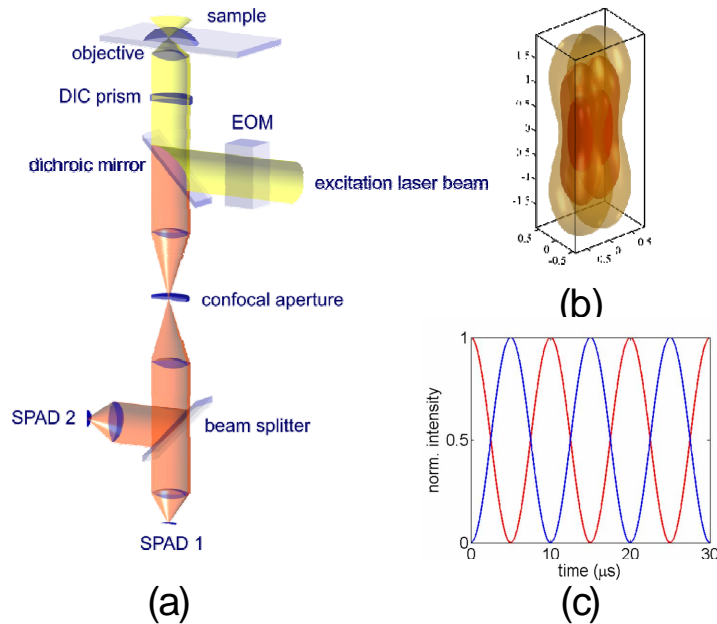 sample
objective
DIC prism
EOM
dichroic mirror
excitation laser beam
confocal aperture
SPAD 2
beam splitter
SPAD 1
(a)
1.5
1
0.5
0
-0.5
-1
-1.5
0.5
0
-0.5
0.5
0
0.5
(b)
1
0.5
1
norm. intensity
0 10 20 30
time (μs)
(c)